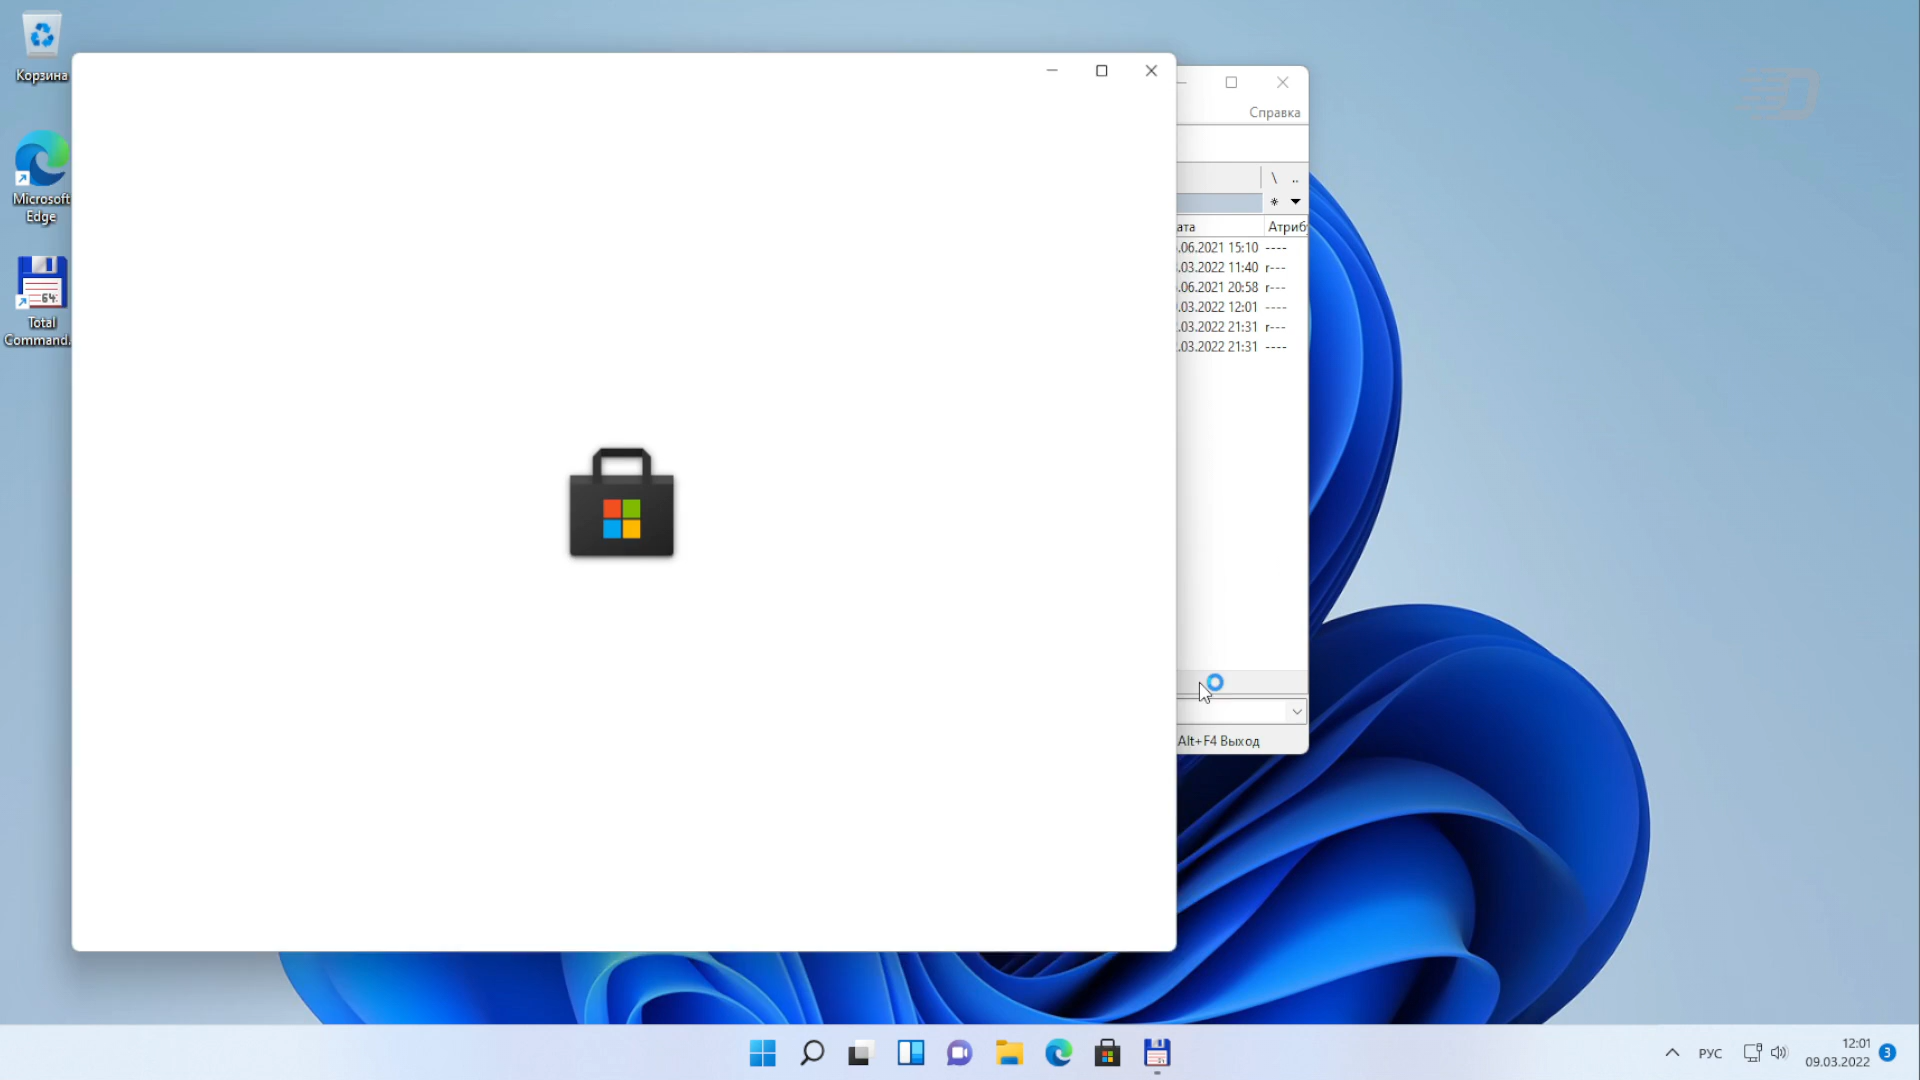 Корзина
Microsoft
Edge
64
Total
Command.
Справка
\ ..
* 
ата
Атриб
.06.2021 15:10 ----
.03.2022 11:40 r---
.06.2021 20:58 r---
.03.2022 12:01 ----
.03.2022 21:31 r---
.03.2022 21:31 ----
Alt+F4 Выход
РУС
12:01
09.03.2022
3